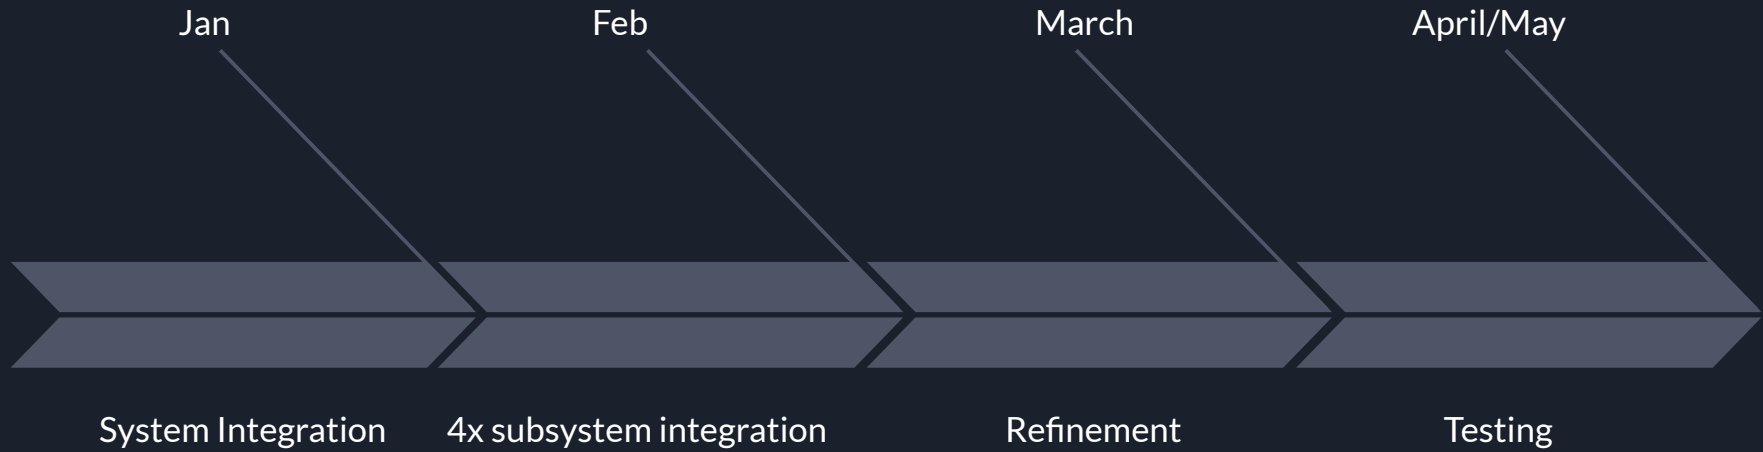 Jan
Feb
March
April/May
System Integration
4x subsystem integration
Refinement
Testing